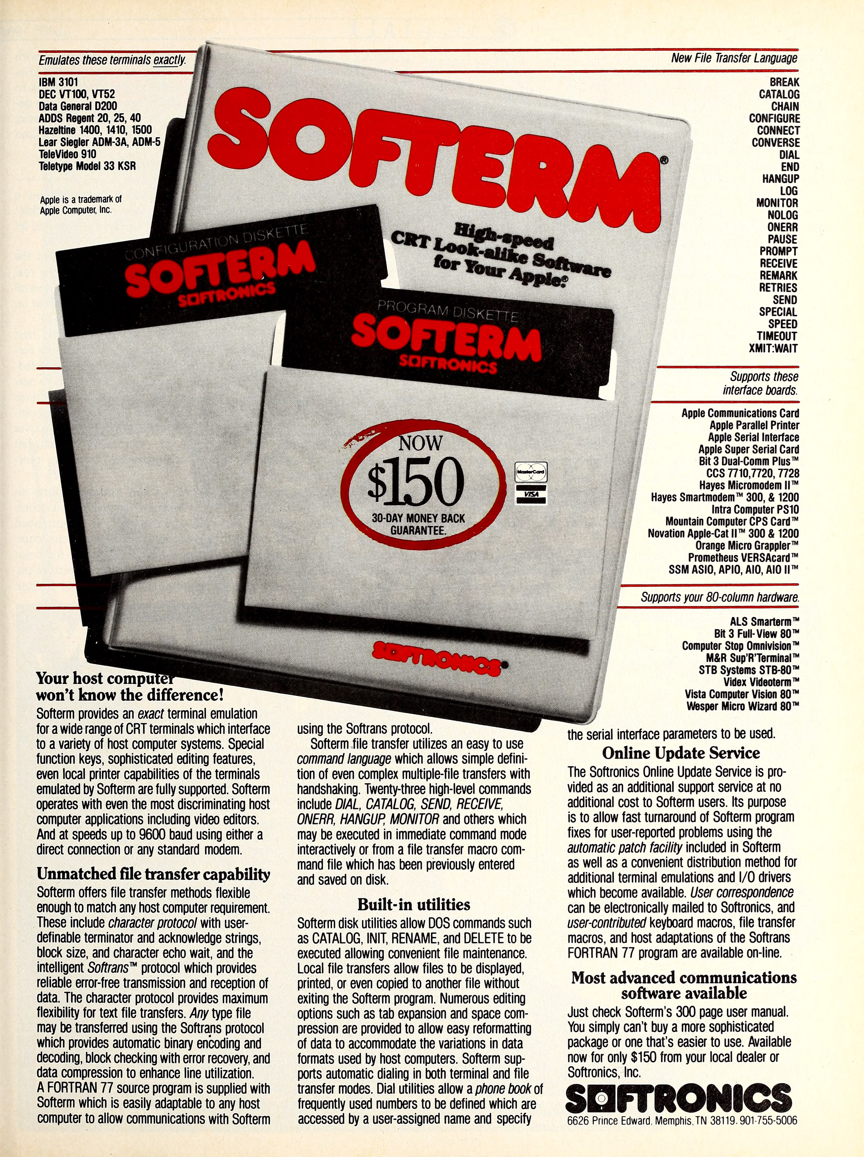 Emulates these terminals exactly.
IBM 3101
DEC VT100, VT52
Data General D200
ADDS Regent 20, 25, 40
Hazeltine 1400, 1410, 1500
Lear Siegler ADM-3A, ADM-5
TeleVideo 910
Teletype Model 33 KSR
Apple is a trademark of
Apple Computer, Inc.
SOFTERM®
High-speed
CRT Look-alike Software
for Your Apple.®
CONFIGURATION DISKETTE
SOFTERM
SOFTRONICS
PROGRAM DISKETTE
SOFTERM
SOFTRONICS
NOW
$150
30-DAY MONEY BACK
GUARANTEE.
MasterCard
VISA
SOFTRONICS®
New File Transfer Language
BREAK
CATALOG
CHAIN
CONFIGURE
CONNECT
CONVERSE
DIAL
END
HANGUP
LOG
MONITOR
NOLOG
ONERR
PAUSE
PROMPT
RECEIVE
REMARK
RETRIES
SEND
SPECIAL
SPEED
TIMEOUT
XMIT:WAIT
Supports these
interface boards.
Apple Communications Card
Apple Parallel Printer
Apple Serial Interface
Apple Super Serial Card
Bit 3 Dual-Comm Plus™
CCS 7710,7720, 7728
Hayes Micromodem II™
Hayes Smartmodem™ 300, & 1200
Intra Computer PS10
Mountain Computer CPS Card™
Novation Apple-Cat II™ 300 & 1200
Orange Micro Grappler™
Prometheus VERSAcard™
SSM ASIO, APIO, AIO, AIO II™
Supports your 80-column hardware.
ALS Smarterm™
Bit 3 Full-View 80™
Computer Stop Omnivision™
M&R Sup'R'Terminal™
STB Systems STB-80™
Videx Videoterm™
Vista Computer Vision 80™
Wesper Micro Wizard 80™
Your host computer
won't know the difference!
Softerm provides an exact terminal emulation
for a wide range of CRT terminals which interface
to a variety of host computer systems. Special
function keys, sophisticated editing features,
even local printer capabilities of the terminals
emulated by Softerm are fully supported. Softerm
operates with even the most discriminating host
computer applications including video editors.
And at speeds up to 9600 baud using either a
direct connection or any standard modem.
Unmatched file transfer capability
Softerm offers file transfer methods flexible
enough to match any host computer requirement.
These include character protocol with user-
definable terminator and acknowledge strings,
block size, and character echo wait, and the
intelligent Softrans™ protocol which provides
reliable error-free transmission and reception of
data. The character protocol provides maximum
flexibility for text file transfers. Any type file
may be transferred using the Softrans protocol
which provides automatic binary encoding and
decoding, block checking with error recovery, and
data compression to enhance line utilization.
A FORTRAN 77 source program is supplied with
Softerm which is easily adaptable to any host
computer to allow communications with Softerm
using the Softrans protocol.
Softerm file transfer utilizes an easy to use
command language which allows simple defini-
tion of even complex multiple-file transfers with
handshaking. Twenty-three high-level commands
include DIAL, CATALOG, SEND, RECEIVE,
ONERR, HANGUP, MONITOR and others which
may be executed in immediate command mode
interactively or from a file transfer macro com-
mand file which has been previously entered
and saved on disk.
Built-in utilities
Softerm disk utilities allow DOS commands such
as CATALOG, INIT, RENAME, and DELETE to be
executed allowing convenient file maintenance.
Local file transfers allow files to be displayed,
printed, or even copied to another file without
exiting the Softerm program. Numerous editing
options such as tab expansion and space com-
pression are provided to allow easy reformatting
of data to accommodate the variations in data
formats used by host computers. Softerm sup-
ports automatic dialing in both terminal and file
transfer modes. Dial utilities allow a phone book of
frequently used numbers to be defined which are
accessed by a user-assigned name and specify
the serial interface parameters to be used.
Online Update Service
The Softronics Online Update Service is pro-
vided as an additional support service at no
additional cost to Softerm users. Its purpose
is to allow fast turnaround of Softerm program
fixes for user-reported problems using the
automatic patch facility included in Softerm
as well as a convenient distribution method for
additional terminal emulations and I/O drivers
which become available. User correspondence
can be electronically mailed to Softronics, and
user-contributed keyboard macros, file transfer
macros, and host adaptations of the Softrans
FORTRAN 77 program are available on-line.
Most advanced communications
software available
Just check Softerm's 300 page user manual.
You simply can't buy a more sophisticated
package or one that's easier to use. Available
now for only $150 from your local dealer or
Softronics, Inc.
SOFTRONICS
6626 Prince Edward, Memphis, TN 38119, 901-755-5006